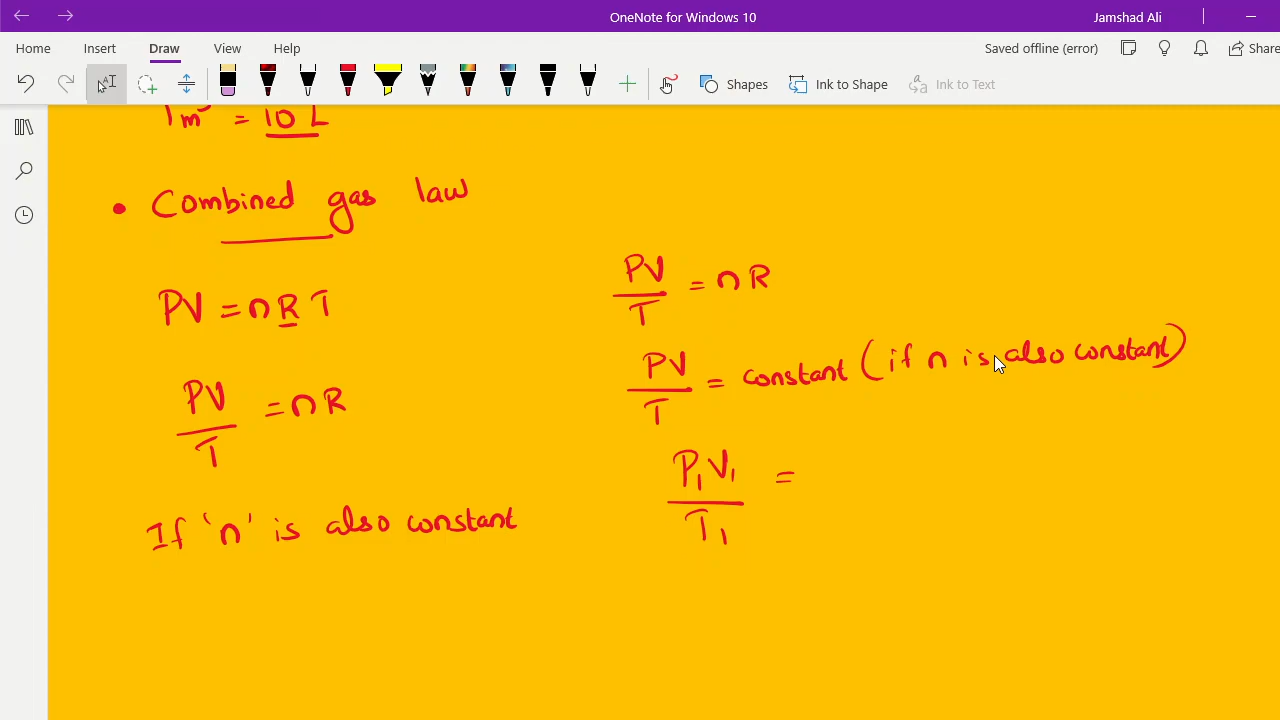 OneNote for Windows 10
Jamshad Ali
Home Insert Draw View Help
Saved offline (error)
Share
Shapes
Ink to Shape
Ink to Text
1 m³ = 10 L
• Combined gas law
PV = nRT
PV/T = nR
If 'n' is also constant
PV/T = nR
PV/T = constant (if n is also constant)
P₁V₁/T₁ =